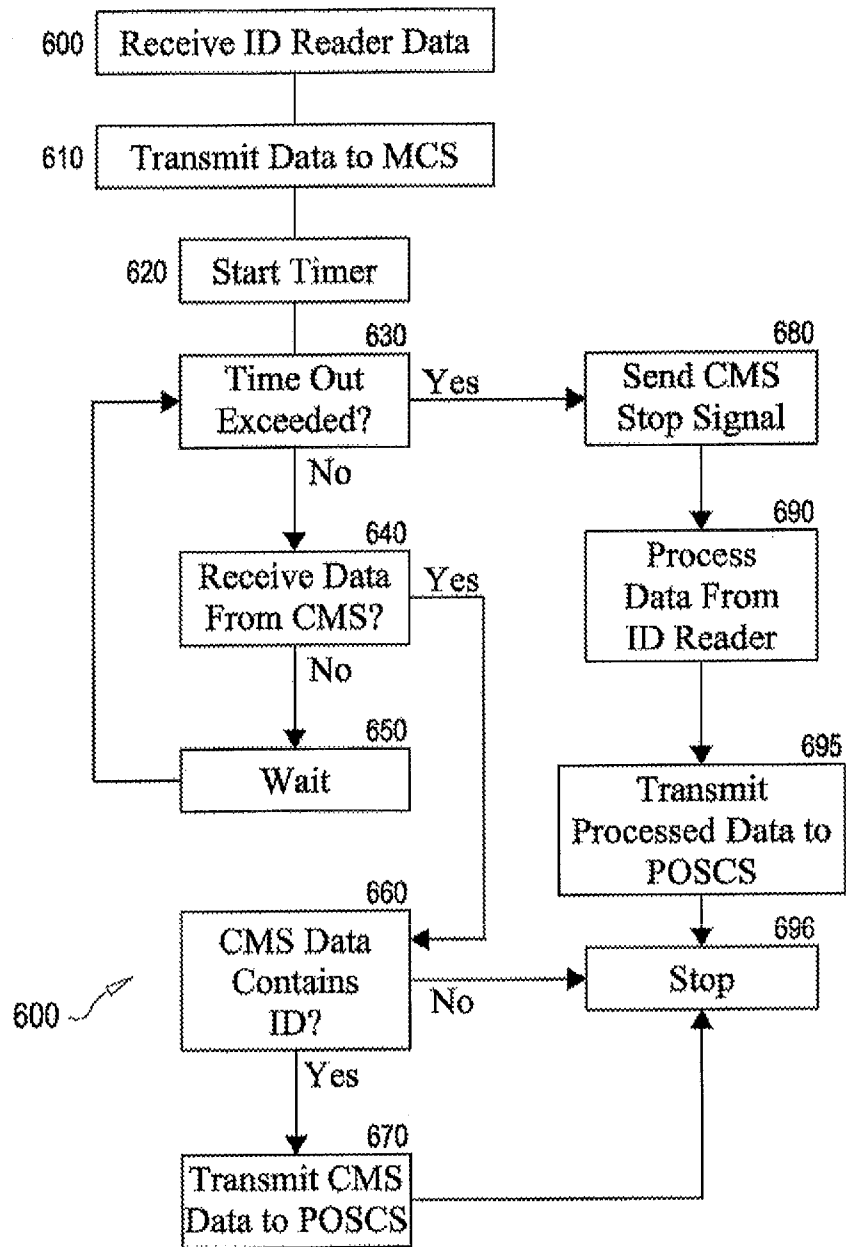 600 Receive ID Reader Data
610 Transmit Data to MCS
620 Start Timer
630
Time Out
Exceeded?
Yes
No
640
Receive Data
From CMS?
Yes
No
650
Wait
660
CMS Data
Contains
ID?
No
Yes
670
Transmit CMS
Data to POSCS
680
Send CMS
Stop Signal
690
Process
Data From
ID Reader
695
Transmit
Processed Data to
POSCS
696
Stop
600